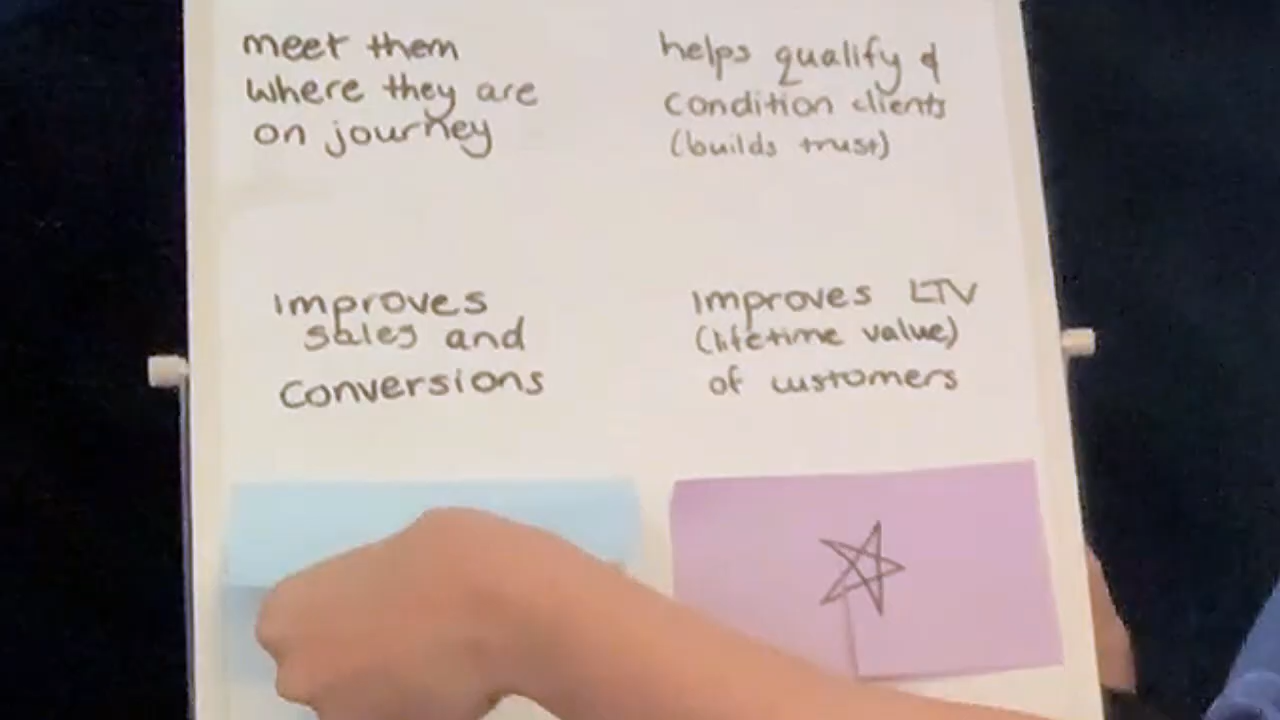 meet them
where they are
on journey
helps qualify &
condition clients
(builds trust)
improves
sales and
conversions
improves LTV
(lifetime value)
of customers